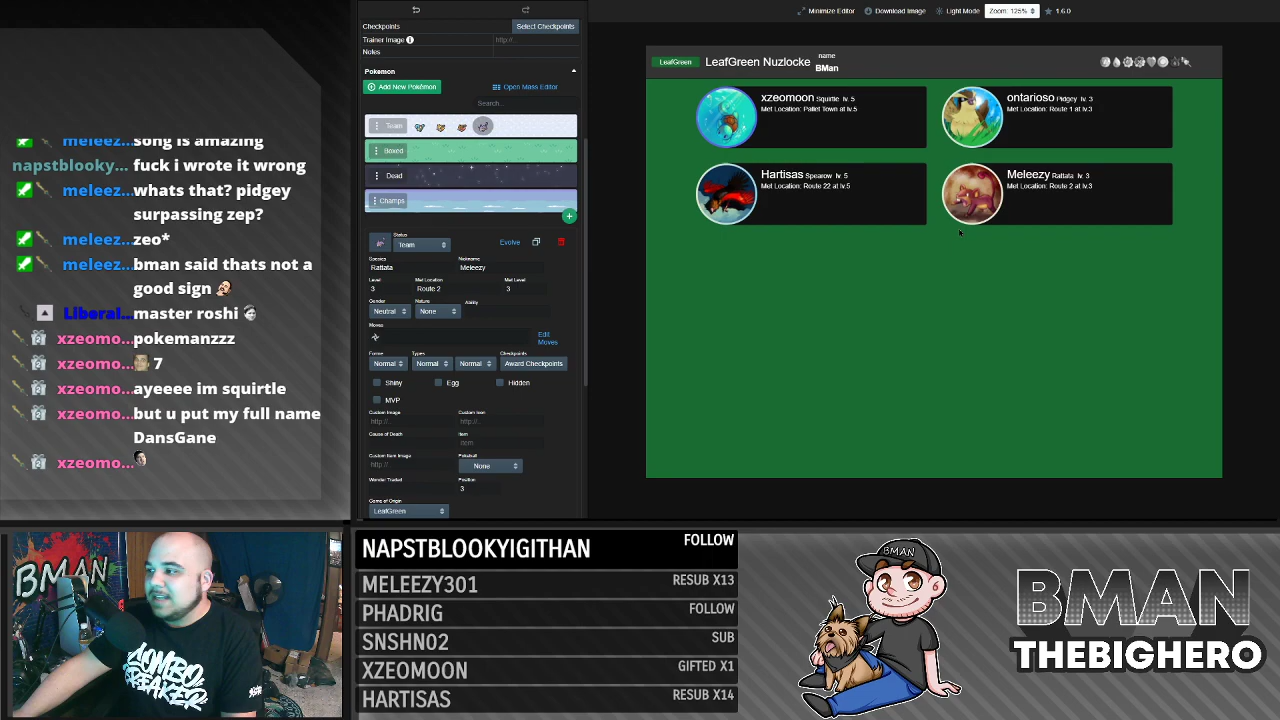 meleez... song is amazing
napstblooky... fuck i wrote it wrong
meleez... whats that? pidgey
surpassing zep?
meleez... zeo*
meleez... bman said thats not a
good sign
Liberal... master roshi
xzeomo... pokemanzzz
xzeomo... 7
xzeomo... ayeeee im squirtle
xzeomo... but u put my full name
DansGane
xzeomo...
Checkpoints Select Checkpoints
Trainer Image http://...
Notes
Pokemon
Add New Pokémon Open Mass Editor
Search...
Team
Boxed
Dead
Champs
Status
Team Evolve
Species Nickname
Rattata Meleezy
Level Met Location Met Level
3 Route 2 3
Gender Nature Ability
Neutral None
Moves
Edit
Moves
Forme Types Checkpoints
Normal Normal Normal Award Checkpoints
Shiny Egg Hidden
MVP
Custom Image Custom Icon
http://... http://...
Cause of Death Item
Item
Custom Item Image Pokeball
http:// None
Wonder Traded Position
3
Game of Origin
LeafGreen
Minimize Editor Download Image Light Mode Zoom: 125% 1.6.0
LeafGreen LeafGreen Nuzlocke name
BMan
xzeomoon Squirtle lv. 5
Met Location: Pallet Town at lv.5
ontarioso Pidgey lv. 3
Met Location: Route 1 at lv.3
Hartisas Spearow lv. 5
Met Location: Route 22 at lv.5
Meleezy Rattata lv. 3
Met Location: Route 2 at lv.3
BMAN
COMBO
BREAKER
NAPSTBLOOKYIGITHAN FOLLOW
MELEEZY301 RESUB X13
PHADRIG FOLLOW
SNSHN02 SUB
XZEOMOON GIFTED X1
HARTISAS RESUB X14
BMAN
BMAN
THEBIGHERO